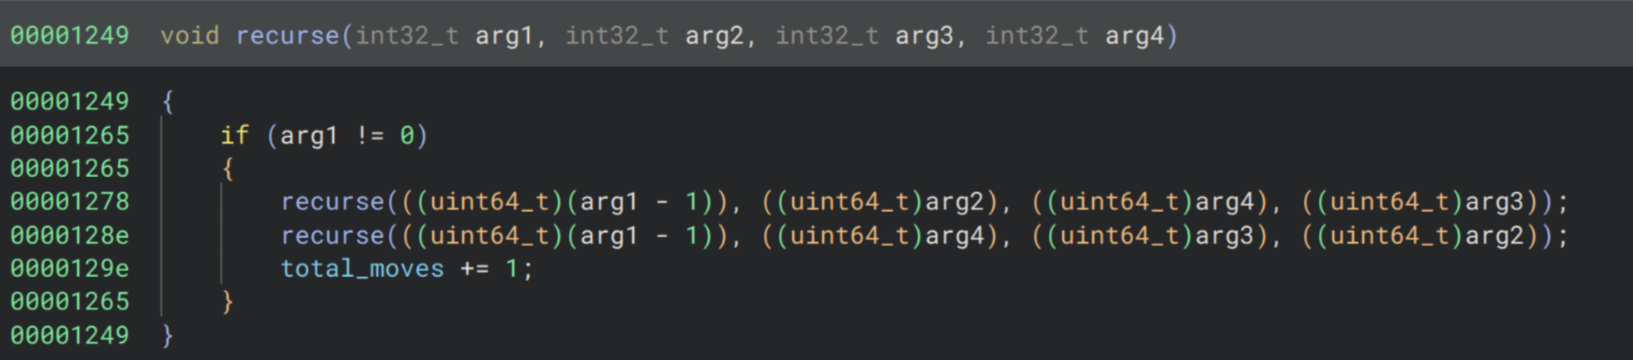 00001249 void recurse(int32_t arg1, int32_t arg2, int32_t arg3, int32_t arg4)
00001249 {
00001265 if (arg1 != 0)
00001265 {
00001278 recurse(((uint64_t)(arg1 - 1)), ((uint64_t)arg2), ((uint64_t)arg4), ((uint64_t)arg3));
0000128e recurse(((uint64_t)(arg1 - 1)), ((uint64_t)arg4), ((uint64_t)arg3), ((uint64_t)arg2));
0000129e total_moves += 1;
00001265 }
00001249 }